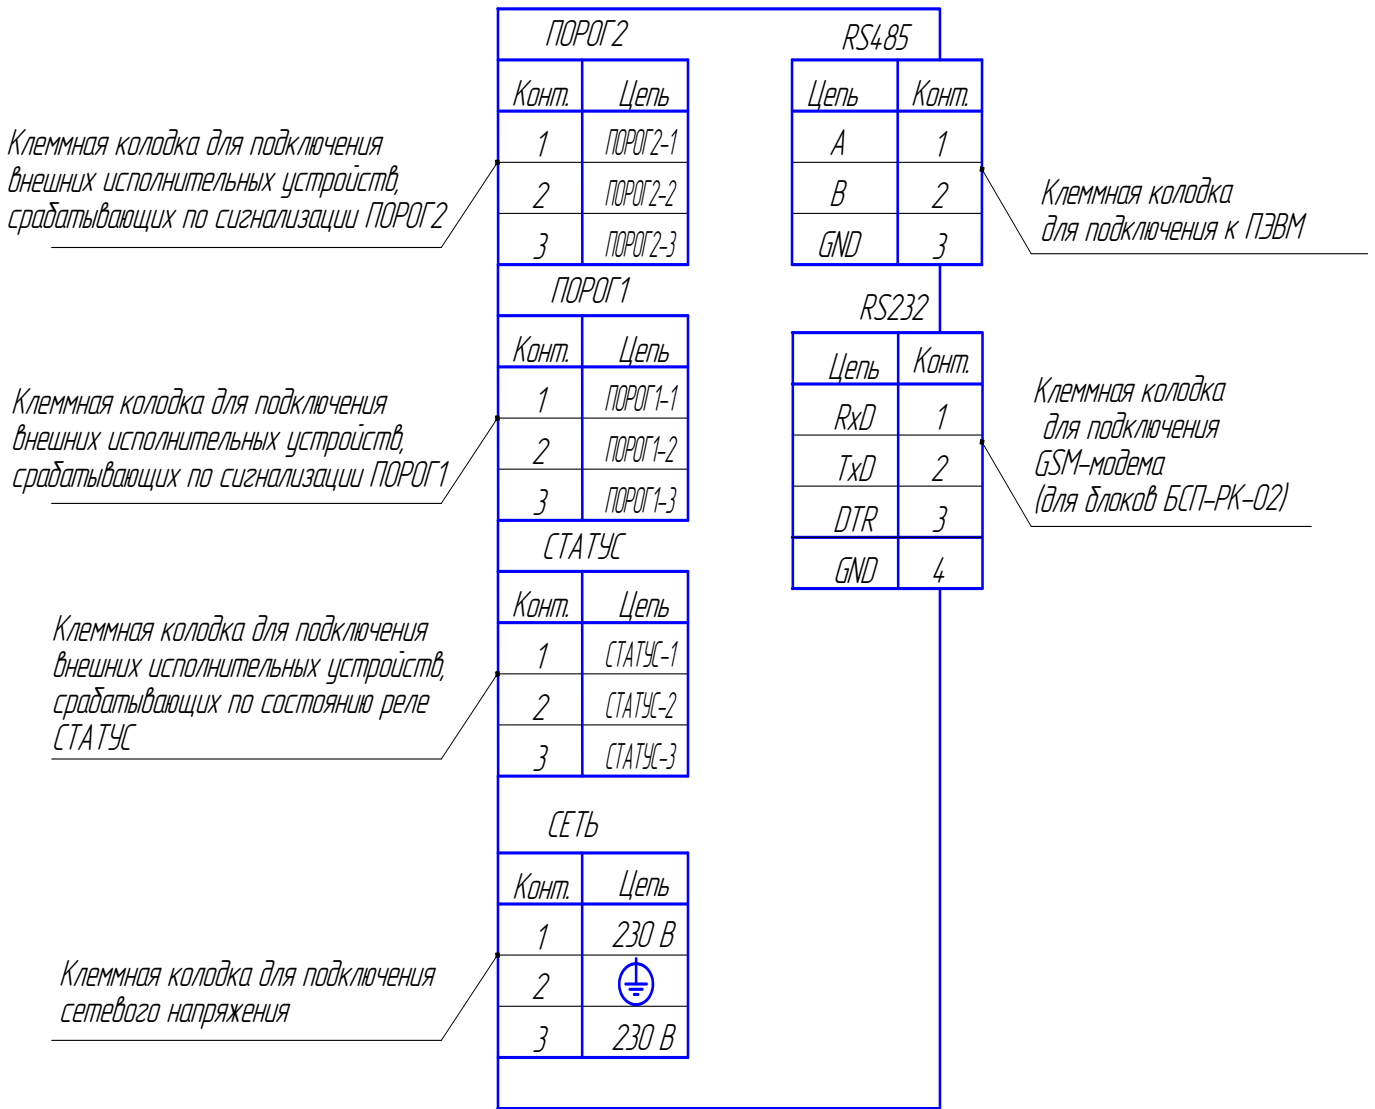 ПОРОГ2
Конт. Цепь
1 ПОРОГ2-1
2 ПОРОГ2-2
3 ПОРОГ2-3
Клеммная колодка для подключения
внешних исполнительных устройств,
срабатывающих по сигнализации ПОРОГ2
ПОРОГ1
Конт. Цепь
1 ПОРОГ1-1
2 ПОРОГ1-2
3 ПОРОГ1-3
Клеммная колодка для подключения
внешних исполнительных устройств,
срабатывающих по сигнализации ПОРОГ1
СТАТУС
Конт. Цепь
1 СТАТУС-1
2 СТАТУС-2
3 СТАТУС-3
Клеммная колодка для подключения
внешних исполнительных устройств,
срабатывающих по состоянию реле
СТАТУС
СЕТЬ
Конт. Цепь
1 230 В
2
3 230 В
Клеммная колодка для подключения
сетевого напряжения
RS485
Цепь Конт.
A 1
B 2
GND 3
Клеммная колодка
для подключения к ПЭВМ
RS232
Цепь Конт.
RxD 1
TxD 2
DTR 3
GND 4
Клеммная колодка
для подключения
GSM-модема
(для блоков БСП-РК-02)